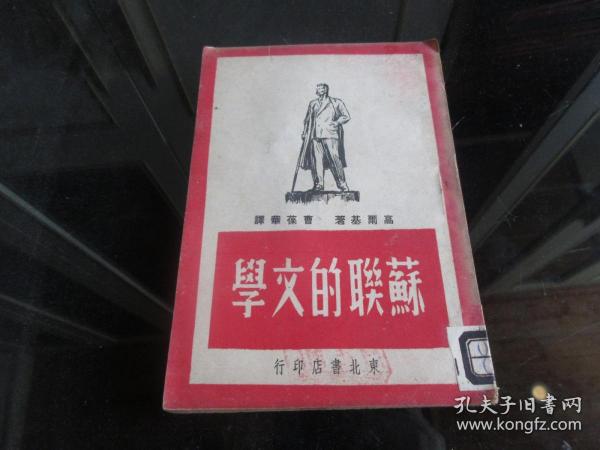 高爾基著 曹葆華譯
蘇聯的文學
東北書店印行
孔夫子旧書网
www.kongfz.com